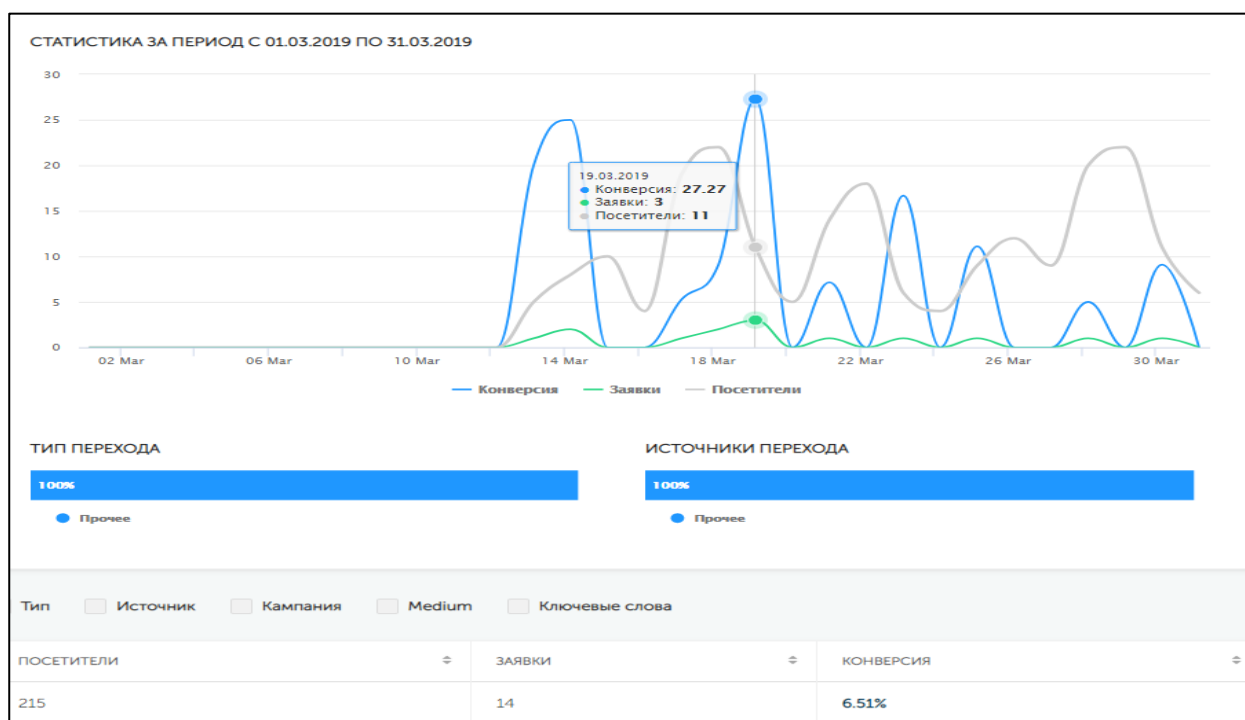 СТАТИСТИКА ЗА ПЕРИОД С 01.03.2019 ПО 31.03.2019
30
25
20
15
10
5
0
19.03.2019
Конверсия: 27.27
Заявки: 3
Посетители: 11
02 Mar 06 Mar 10 Mar 14 Mar 18 Mar 22 Mar 26 Mar 30 Mar
Конверсия Заявки Посетители
ТИП ПЕРЕХОДА ИСТОЧНИКИ ПЕРЕХОДА
100% 100%
Прочее Прочее
Тип Источник Кампания Medium Ключевые слова
ПОСЕТИТЕЛИ ЗАЯВКИ КОНВЕРСИЯ
215 14 6.51%